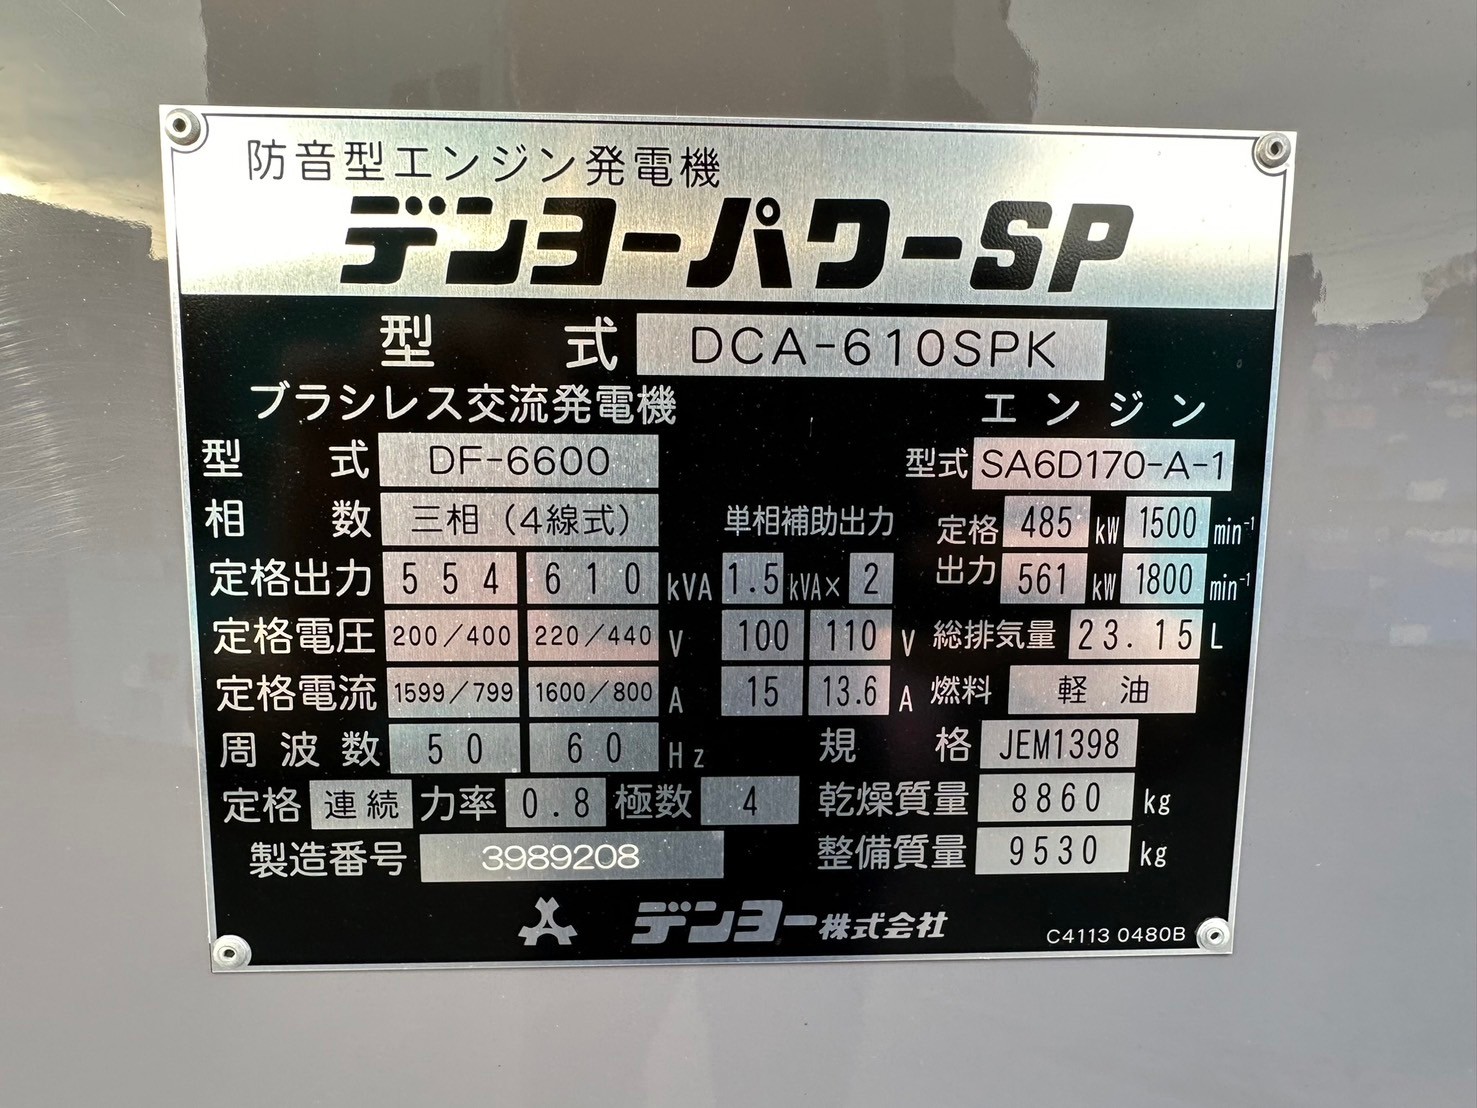 防音型エンジン発電機
デンヨーパワーSP
型式 DCA-610SPK
ブラシレス交流発電機 エンジン
型式 DF-6600 型式 SA6D170-A-1
相数 三相（4線式） 単相補助出力 定格 485 kW 1500 min⁻¹
定格出力 554 610 kVA 1.5 kVA× 2 出力 561 kW 1800 min⁻¹
定格電圧 200/400 220/440 V 100 110 V 総排気量 23.15 L
定格電流 1599/799 1600/800 A 15 13.6 A 燃料 軽油
周波数 50 60 Hz 規格 JEM1398
定格 連続 力率 0.8 極数 4 乾燥質量 8860 kg
製造番号 3989208 整備質量 9530 kg
デンヨー株式会社 C4113 0480B